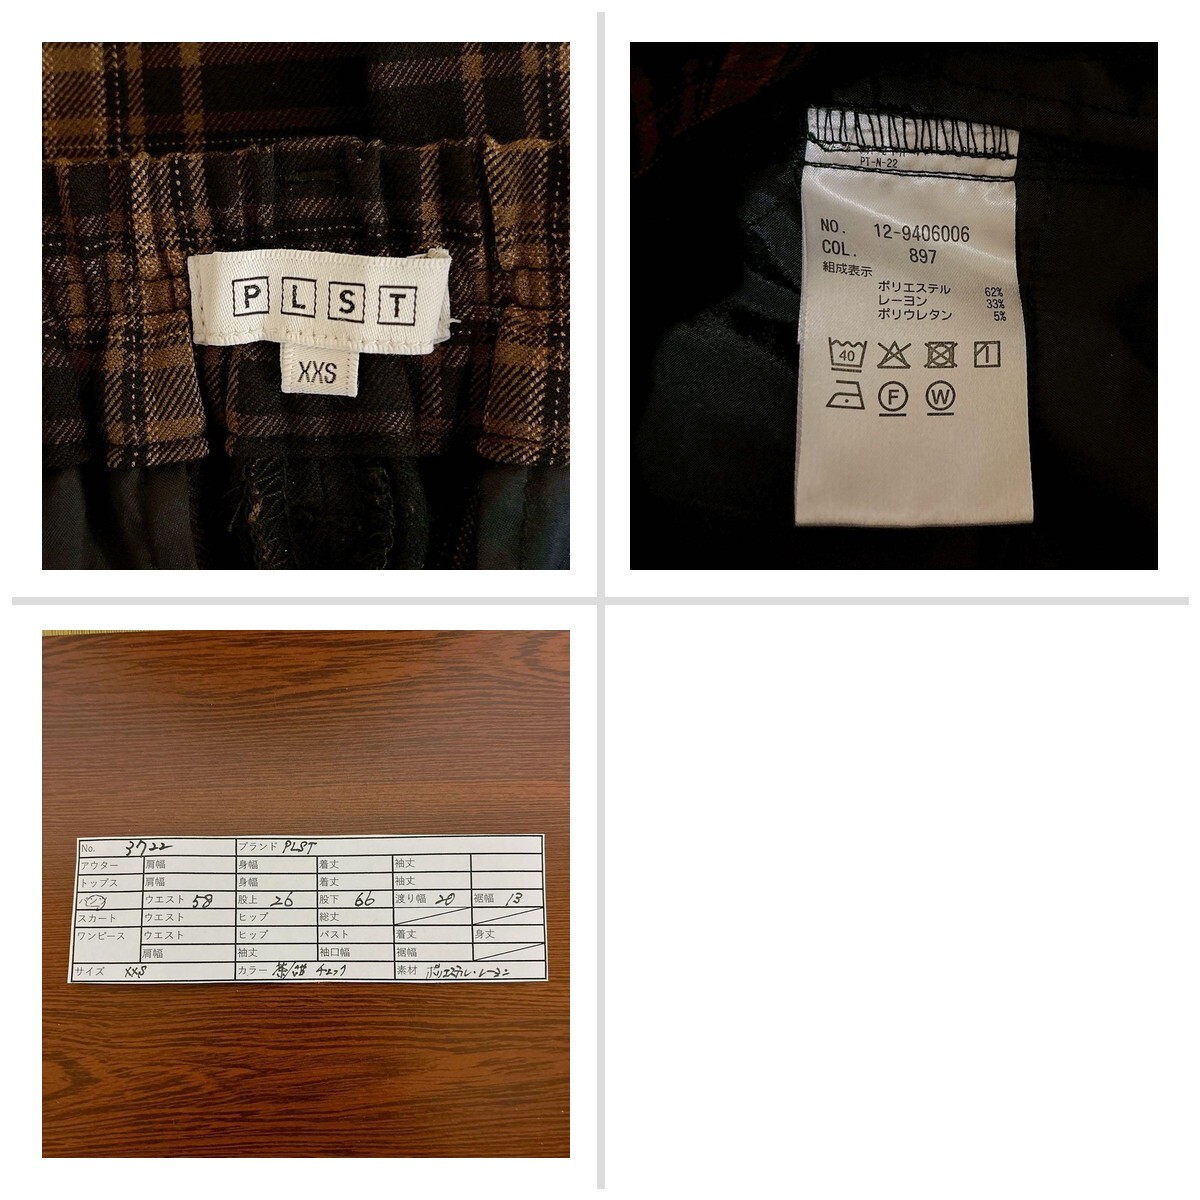 PLST
XXS
PT-N-22
NO. 12-9406006
COL. 897
組成表示
ポリエステル 62%
レーヨン 33%
ポリウレタン 5%
40
F W
No. 3722 ブランド PLST
アウター 肩幅 身幅 着丈 袖丈
トップス 肩幅 身幅 着丈 袖丈
パンツ ウエスト 58 股上 26 股下 66 渡り幅 20 裾幅 13
スカート ウエスト ヒップ 総丈
ワンピース ウエスト ヒップ バスト 着丈 身丈
肩幅 袖丈 袖口幅 裾幅
サイズ XXS カラー 茶/ チェック 素材 ポリエステル・レーヨン